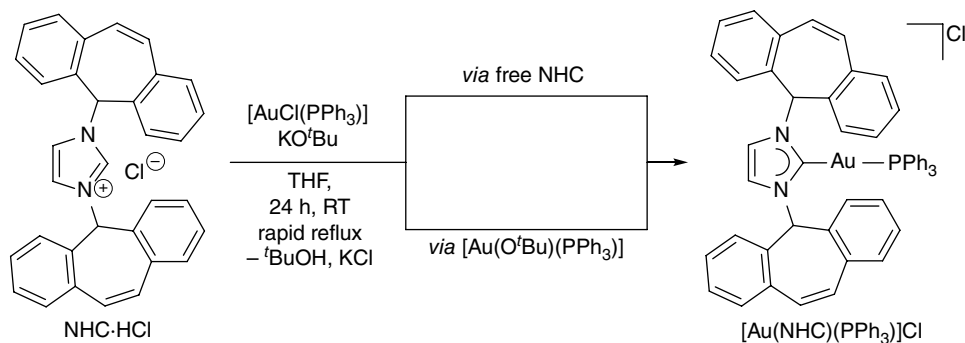 Cl
via free NHC
[AuCl(PPh₃)]
KOᵗBu
N
N
Cl⊖
N⊕
Au
PPh₃
THF,
24 h, RT
rapid reflux
– ᵗBuOH, KCl
N
via [Au(OᵗBu)(PPh₃)]
NHC·HCl
[Au(NHC)(PPh₃)]Cl